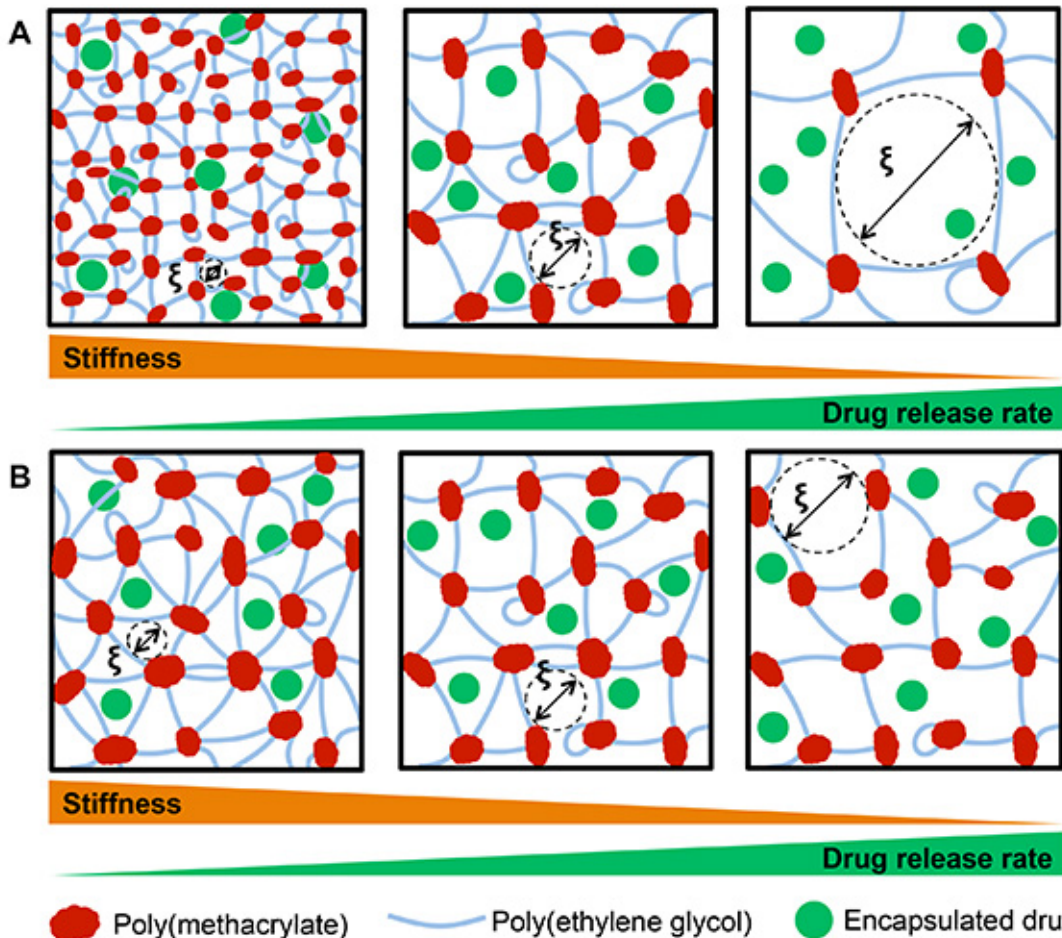 A
ξ
ξ
ξ
Stiffness
Drug release rate
B
ξ
ξ
ξ
Stiffness
Drug release rate
Poly(methacrylate)
Poly(ethylene glycol)
Encapsulated dru